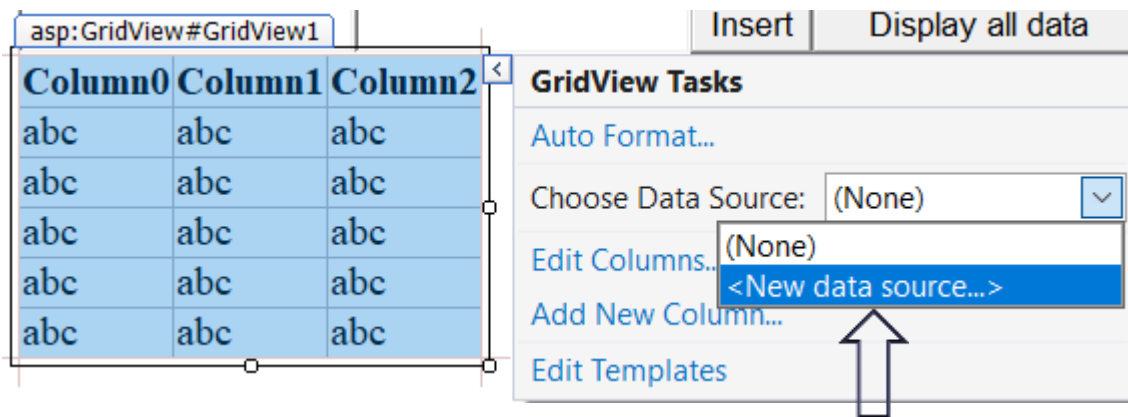 asp:GridView#GridView1
Insert
Display all data
Column0 Column1 Column2
abc abc abc
abc abc abc
abc abc abc
abc abc abc
abc abc abc
GridView Tasks
Auto Format...
Choose Data Source: (None)
(None)
<New data source...>
Edit Columns..
Add New Column...
Edit Templates